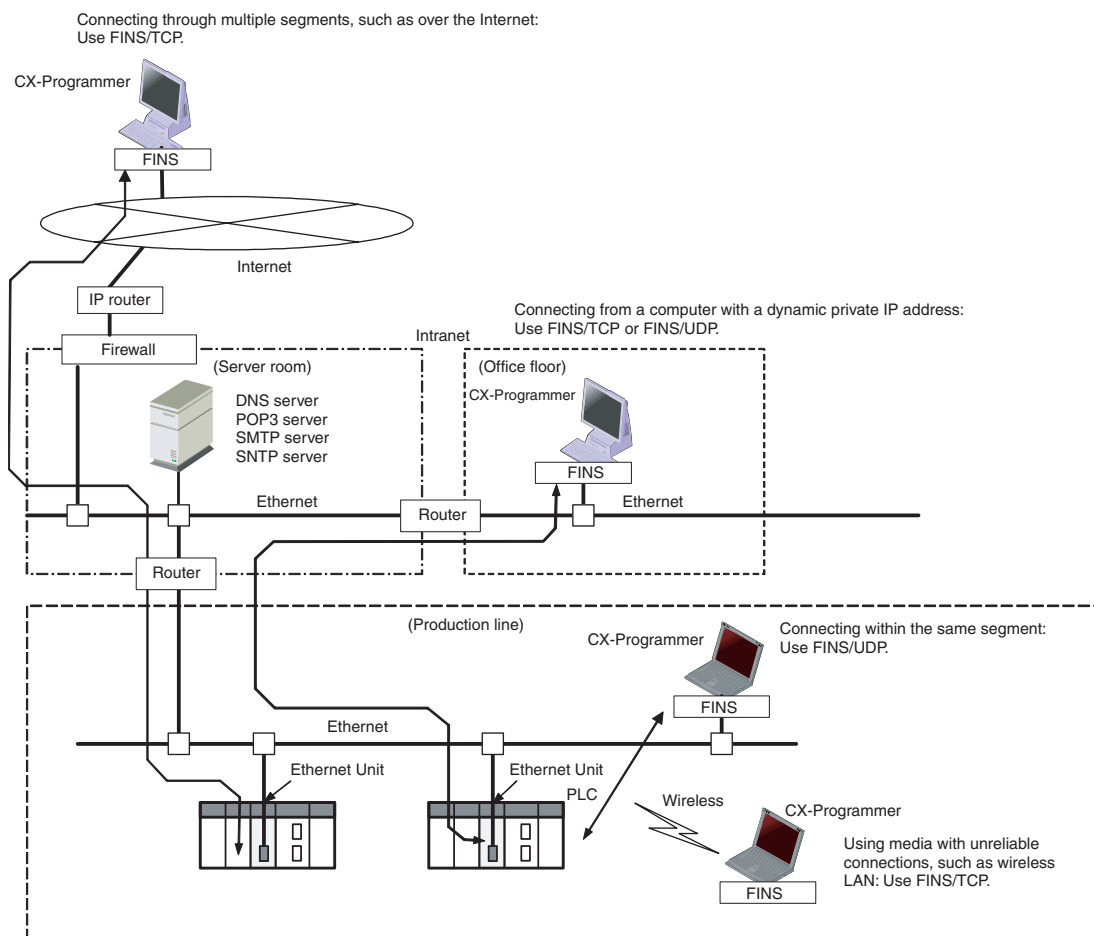 Connecting through multiple segments, such as over the Internet:
Use FINS/TCP.
CX-Programmer
FINS
Internet
IP router
Connecting from a computer with a dynamic private IP address:
Use FINS/TCP or FINS/UDP.
Intranet
Firewall
(Server room)
(Office floor)
CX-Programmer
DNS server
POP3 server
SMTP server
SNTP server
FINS
Ethernet
Router
Ethernet
Router
(Production line)
CX-Programmer
Connecting within the same segment:
Use FINS/UDP.
FINS
Ethernet
Ethernet Unit
Ethernet Unit
PLC
Wireless
CX-Programmer
Using media with unreliable
connections, such as wireless
LAN: Use FINS/TCP.
FINS